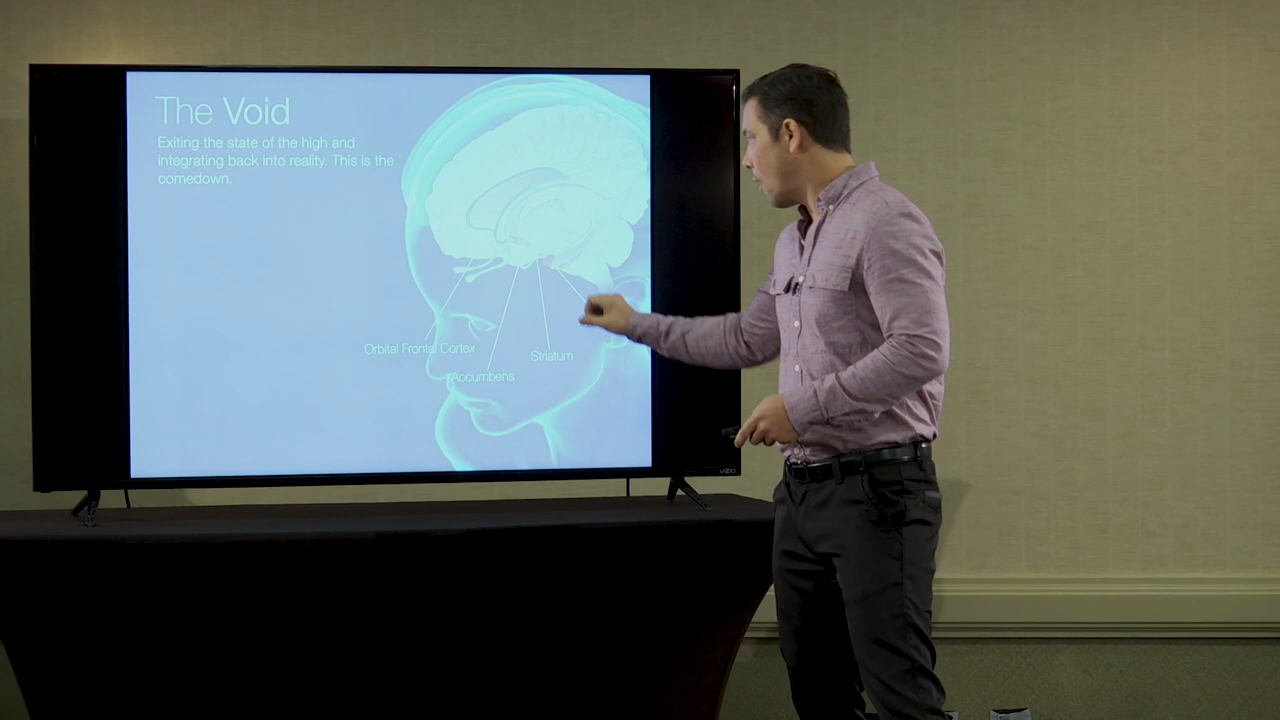 The Void
Exiting the state of the high and
integrating back into reality. This is the
comedown.
Orbital Frontal Cortex
Striatum
Accumbens
VIZIO